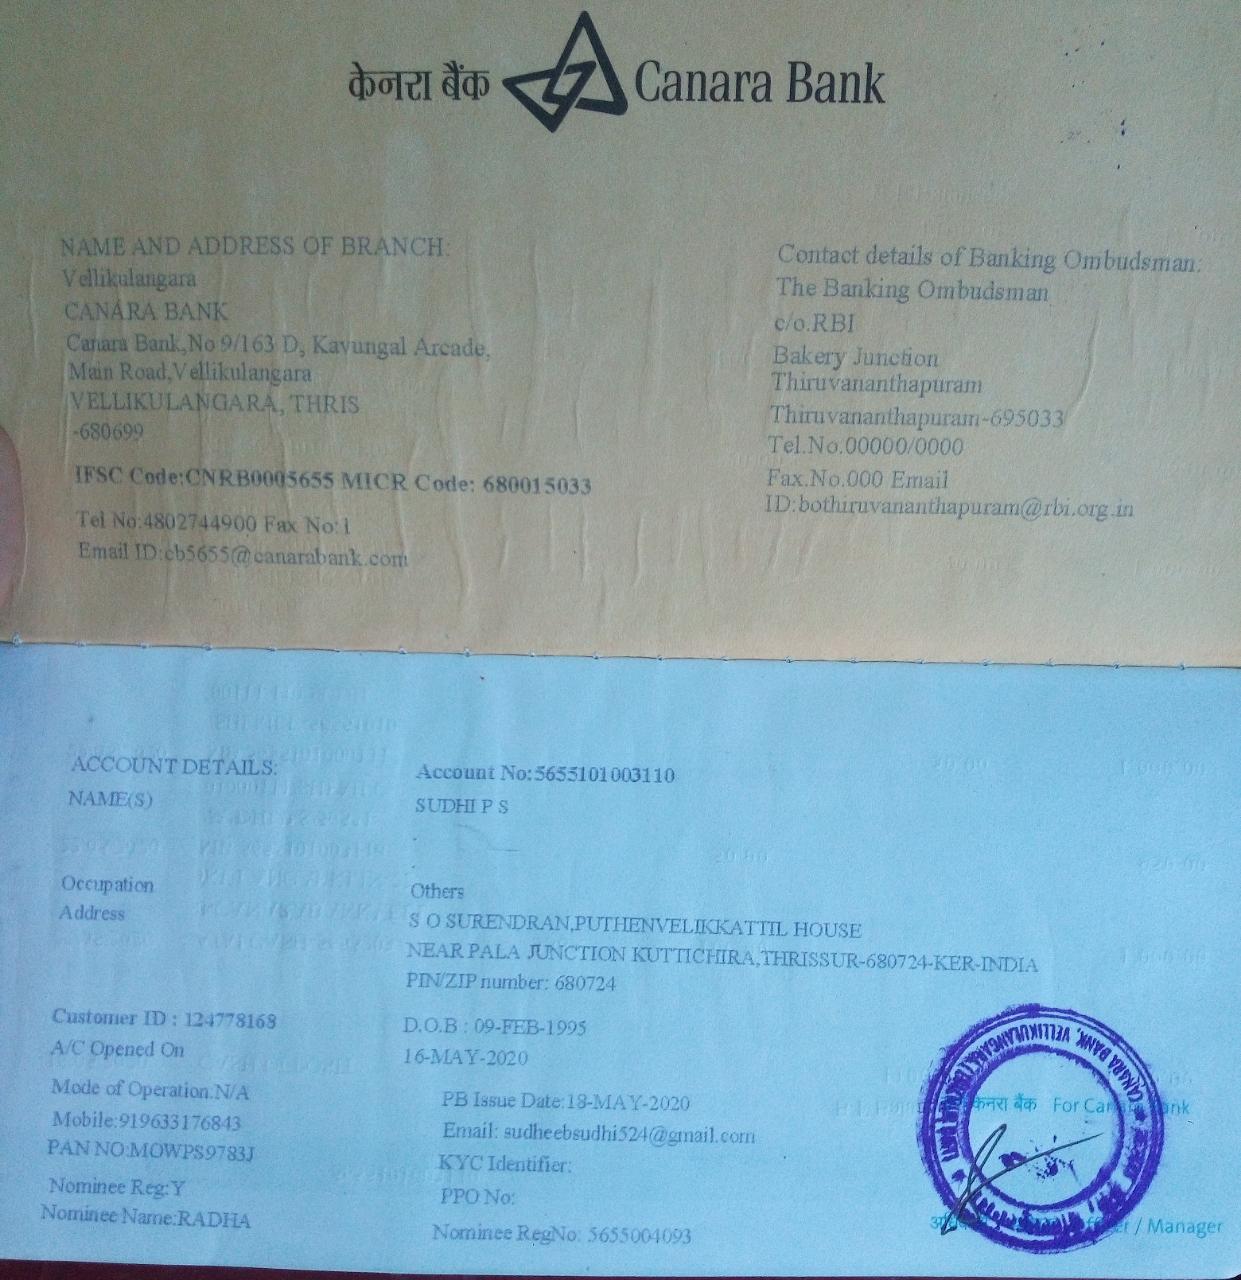 केनरा बैंक Canara Bank
NAME AND ADDRESS OF BRANCH:
Vellikulangara
CANARA BANK
Canara Bank,No 9/163 D, Kavungal Arcade,
Main Road,Vellikulangara
VELLIKULANGARA, THRIS
-680699
IFSC Code:CNRB0005655 MICR Code: 680015033
Tel No:4802744900 Fax No:1
Email ID:cb5655@canarabank.com
Contact details of Banking Ombudsman:
The Banking Ombudsman
c/o.RBI
Bakery Junction
Thiruvananthapuram
Thiruvananthapuram-695033
Tel.No.00000/0000
Fax.No.000 Email
ID:bothiruvananthapuram@rbi.org.in
ACCOUNT DETAILS: Account No:5655101003110
NAME(S) SUDHI P S
.
.
Occupation Others
Address S O SURENDRAN,PUTHENVELIKKATTIL HOUSE
NEAR PALA JUNCTION KUTTICHIRA,THRISSUR-680724-KER-INDIA
PIN/ZIP number: 680724
Customer ID : 124778168 D.O.B : 09-FEB-1995
A/C Opened On 16-MAY-2020
Mode of Operation:N/A PB Issue Date:18-MAY-2020
Mobile:919633176843 Email: sudheebsudhi524@gmail.com
PAN NO:MOWPS9783J KYC Identifier:
Nominee Reg:Y PPO No:
Nominee Name:RADHA Nominee RegNo: 5655004093
केनरा बैंक For Canara Bank
/ Manager
CANARA BANK, VELLIKULANGARA